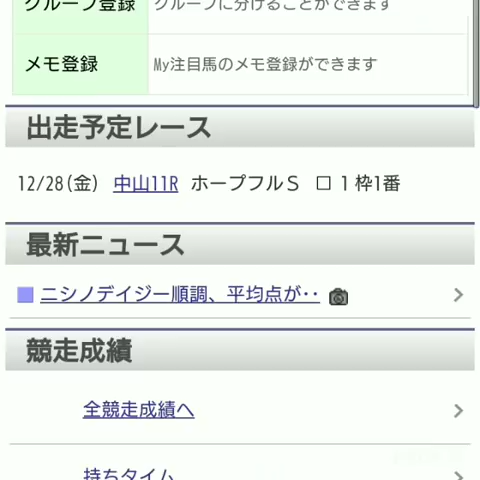 グループ登録 グループに分けることができます
メモ登録 My注目馬のメモ登録ができます
出走予定レース
12/28(金) 中山11R ホープフルS □ 1枠1番
最新ニュース
ニシノデイジー順調、平均点が‥
競走成績
全競走成績へ
持ちタイム